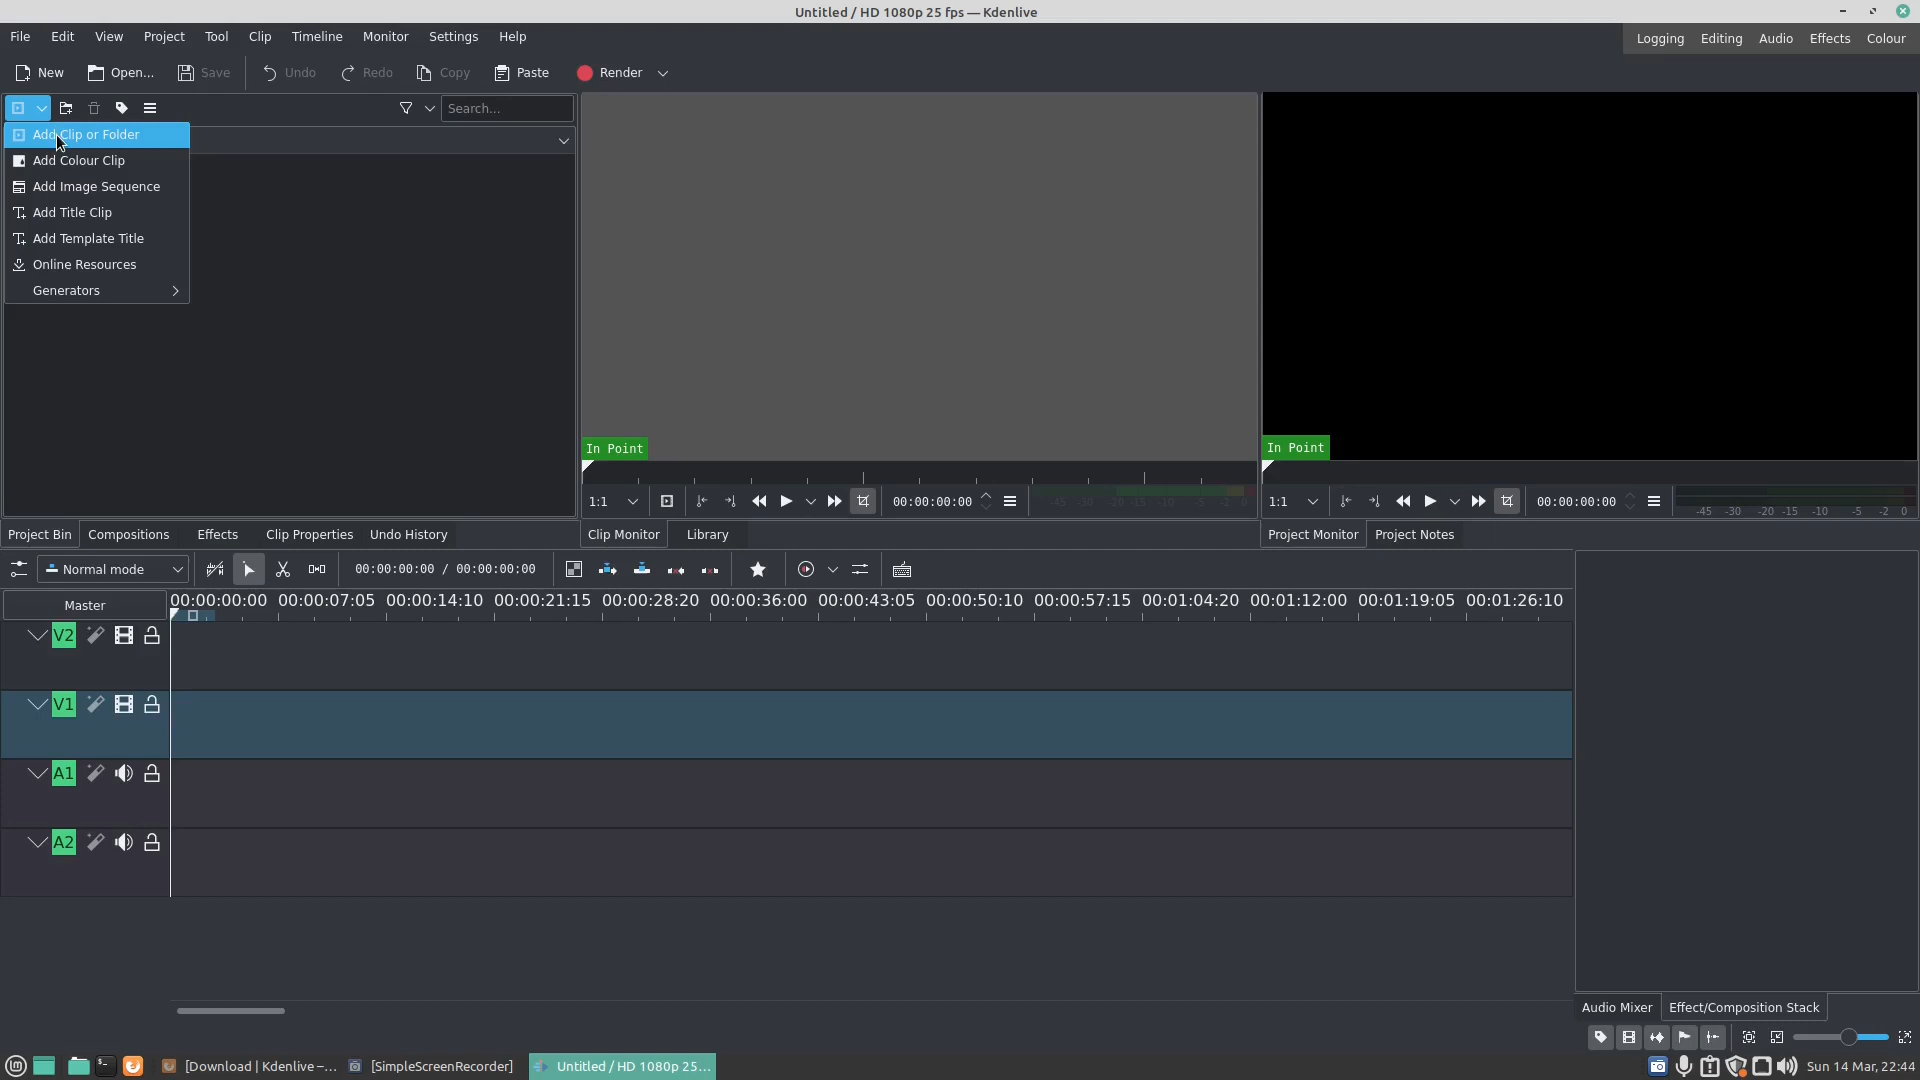 Untitled / HD 1080p 25 fps — Kdenlive
File Edit View Project Tool Clip Timeline Monitor Settings Help
Logging Editing Audio Effects Colour
New Open... Save Undo Redo Copy Paste Render
Search...
Add Clip or Folder
Add Colour Clip
Add Image Sequence
Add Title Clip
Add Template Title
Online Resources
Generators
In Point
In Point
1:1 00:00:00:00 -45 -30 -20 -15 -10 -5 -2 0
1:1 00:00:00:00 -45 -30 -20 -15 -10 -5 -2 0
Project Bin Compositions Effects Clip Properties Undo History
Clip Monitor Library
Project Monitor Project Notes
Normal mode 00:00:00:00 / 00:00:00:00
Master 00:00:00:00 00:00:07:05 00:00:14:10 00:00:21:15 00:00:28:20 00:00:36:00 00:00:43:05 00:00:50:10 00:00:57:15 00:01:04:20 00:01:12:00 00:01:19:05 00:01:26:10
V2
V1
A1
A2
Audio Mixer Effect/Composition Stack
[Download | Kdenlive –... [SimpleScreenRecorder] Untitled / HD 1080p 25... Sun 14 Mar, 22:44